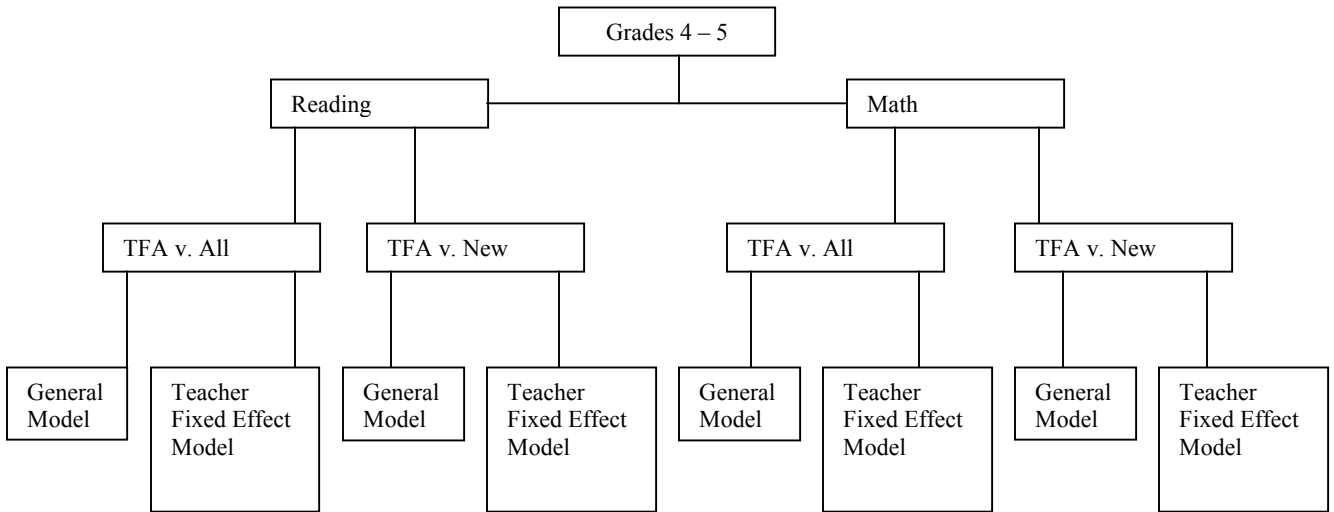 Grades 4 – 5
Reading
Math
TFA v. All
TFA v. New
TFA v. All
TFA v. New
General
Model
Teacher
Fixed Effect
Model
General
Model
Teacher
Fixed Effect
Model
General
Model
Teacher
Fixed Effect
Model
General
Model
Teacher
Fixed Effect
Model